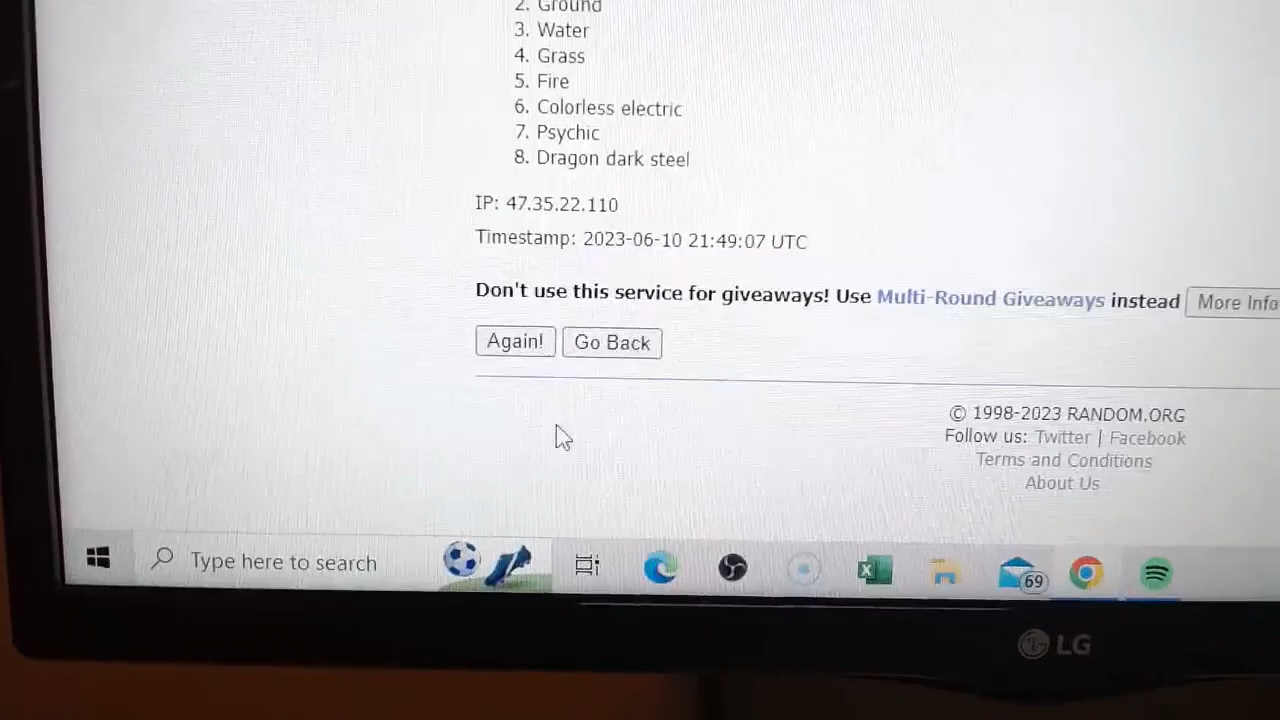 2. Ground
3. Water
4. Grass
5. Fire
6. Colorless electric
7. Psychic
8. Dragon dark steel
IP: 47.35.22.110
Timestamp: 2023-06-10 21:49:07 UTC
Don't use this service for giveaways! Use Multi-Round Giveaways instead More Info
Again! Go Back
© 1998-2023 RANDOM.ORG
Follow us: Twitter | Facebook
Terms and Conditions
About Us
Type here to search
69
LG